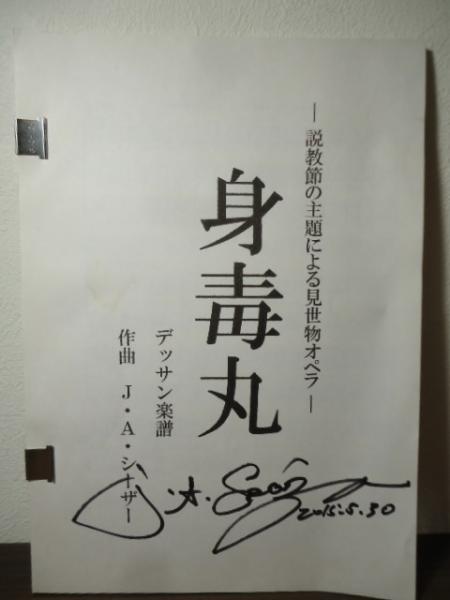 ―説教節の主題による見世物オペラ―
身毒丸
デッサン楽譜
作曲 J・A・シーザー
J.A.Seazer
2015.5.30